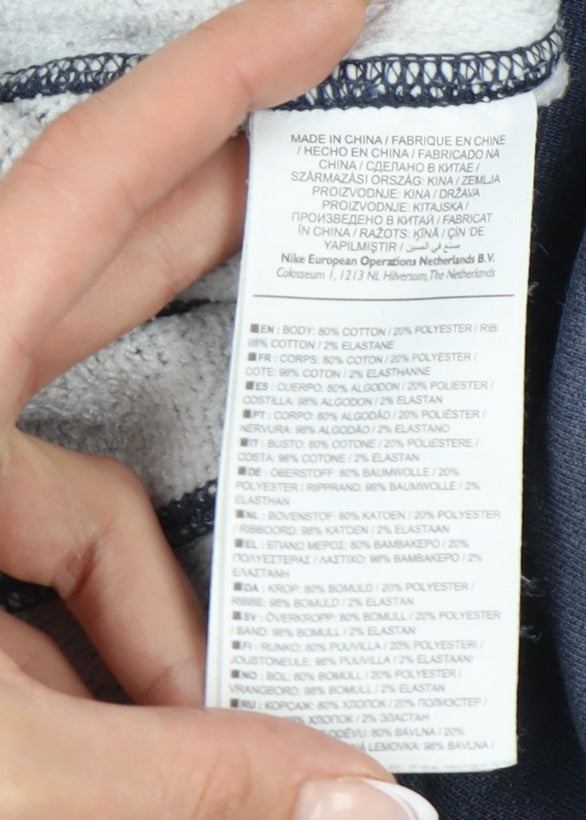 MADE IN CHINA / FABRIQUE EN CHINE
/ HECHO EN CHINA / FABRICADO NA
CHINA / СДЕЛАНО В КИТАЕ /
SZÁRMAZÁSI ORSZÁG: KINA / ZEMLJA
PROIZVODNJE: KINA / DRŽAVA
PROIZVODNJE: KITAJSKA /
ПРОИЗВЕДЕНО В КИТАЙ / FABRICAT
ÎN CHINA / RAŽOTS: ĶĪNĀ / ÇİN'DE
YAPILMIŞTIR / صنع في الصين
Nike European Operations Netherlands B.V.
Colosseum 1, 1213 NL Hilversum, The Netherlands
EN : BODY: 80% COTTON / 20% POLYESTER / RIB:
98% COTTON / 2% ELASTANE
FR : CORPS: 80% COTON / 20% POLYESTER /
COTE: 98% COTON / 2% ELASTHANNE
ES : CUERPO: 80% ALGODON / 20% POLIESTER /
COSTILLA: 98% ALGODON / 2% ELASTAN
PT : CORPO: 80% ALGODÃO / 20% POLIÉSTER /
NERVURA: 98% ALGODÃO / 2% ELASTANO
IT : BUSTO: 80% COTONE / 20% POLIESTERE /
COSTA: 98% COTONE / 2% ELASTAN
DE : OBERSTOFF: 80% BAUMWOLLE / 20%
POLYESTER / RIPPRAND: 98% BAUMWOLLE / 2%
ELASTHAN
NL : BOVENSTOF: 80% KATOEN / 20% POLYESTER
/ RIBBOORD: 98% KATOEN / 2% ELASTAAN
EL : ΕΠΑΝΩ ΜΕΡΟΣ: 80% ΒΑΜΒΑΚΕΡΟ / 20%
ΠΟΛΥΕΣΤΕΡΑΣ / ΛΑΣΤΙΧΟ: 98% ΒΑΜΒΑΚΕΡΟ / 2%
ΕΛΑΣΤΑΝΗ
DA : KROP: 80% BOMULD / 20% POLYESTER /
RIBBE: 98% BOMULD / 2% ELASTAN
SV : ÖVERKROPP: 80% BOMULL / 20% POLYESTER
/ BAND: 98% BOMULL / 2% ELASTAN
FI : RUNKO: 80% PUUVILLA / 20% POLYESTERI /
JOUSTONEULE: 98% PUUVILLA / 2% ELASTAANI
NO : BOL: 80% BOMULL / 20% POLYESTER /
VRANGBORD: 98% BOMULL / 2% ELASTAN
RU : КОРСАЖ: 80% ХЛОПОК / 20% ПОЛИЭСТЕР /
98% ХЛОПОК / 2% ЭЛАСТАН
ODĚVU: 80% BAVLNA / 20%
LEMOVKA: 98% BAVLNA /